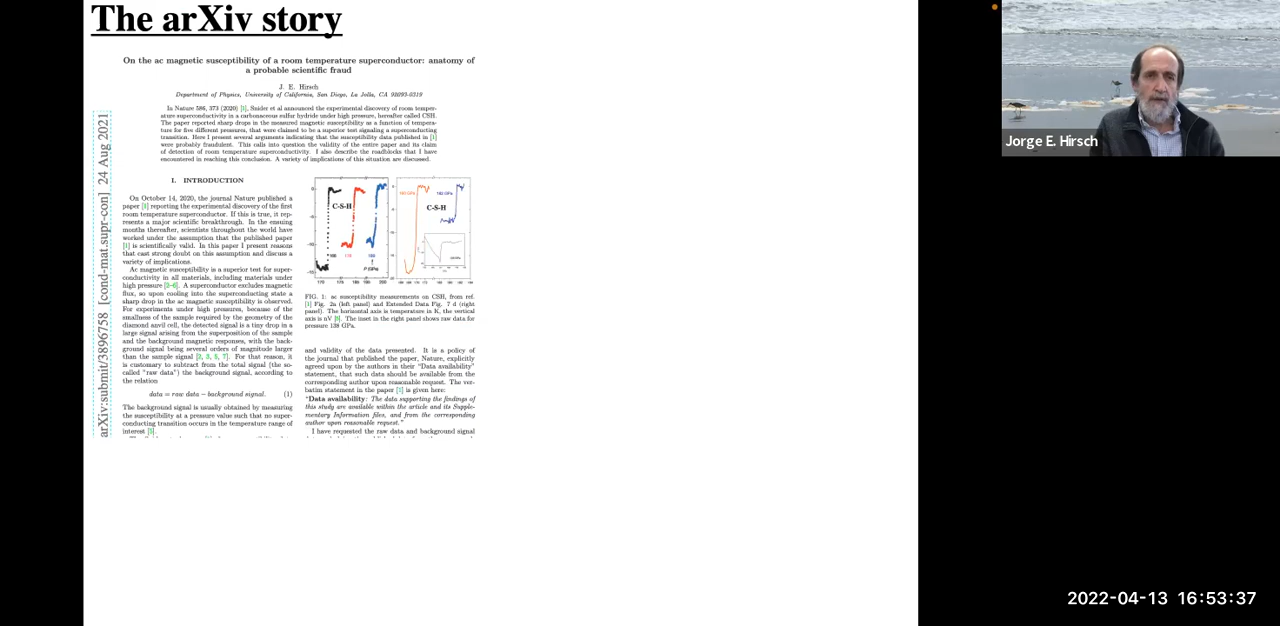 The arXiv story
On the ac magnetic susceptibility of a room temperature superconductor: anatomy of
a probable scientific fraud
J. E. Hirsch
Department of Physics, University of California, San Diego, La Jolla, CA 92093-0319
In Nature 586, 373 (2020) [1], Snider et al announced the experimental discovery of room temper-
ature superconductivity in a carbonaceous sulfur hydride under high pressure, hereafter called CSH.
The paper reported sharp drops in the measured magnetic susceptibility as a function of tempera-
ture for five different pressures, that were claimed to be a superior test signaling a superconducting
transition. Here I present several arguments indicating that the susceptibility data published in [1]
were probably fraudulent. This calls into question the validity of the entire paper and its claim
of detection of room temperature superconductivity. I also describe the roadblocks that I have
encountered in reaching this conclusion. A variety of implications of this situation are discussed.
arXiv:submit/3896758 [cond-mat.supr-con] 24 Aug 2021
I. INTRODUCTION
On October 14, 2020, the journal Nature published a
paper [1] reporting the experimental discovery of the first
room temperature superconductor. If this is true, it rep-
resents a major scientific breakthrough. In the ensuing
months thereafter, scientists throughout the world have
worked under the assumption that the published paper
[1] is scientifically valid. In this paper I present reasons
that cast strong doubt on this assumption and discuss a
variety of implications.
Ac magnetic susceptibility is a superior test for super-
conductivity in all materials, including materials under
high pressure [2–6]. A superconductor excludes magnetic
flux, so upon cooling into the superconducting state a
sharp drop in the ac magnetic susceptibility is observed.
For experiments under high pressures, because of the
smallness of the sample required by the geometry of the
diamond anvil cell, the detected signal is a tiny drop in a
large signal arising from the superposition of the sample
and the background magnetic responses, with the back-
ground signal being several orders of magnitude larger
than the sample signal [2, 3, 5, 7]. For that reason, it
is customary to subtract from the total signal (the so-
called "raw data") the background signal, according to
the relation
data = raw data − background signal. (1)
The background signal is usually obtained by measuring
the susceptibility at a pressure value such that no super-
conducting transition occurs in the temperature range of
interest [5].
C-S-H
C-S-H
P (GPa)
FIG. 1: ac susceptibility measurements on CSH, from ref.
[1] Fig. 2a (left panel) and Extended Data Fig. 7 d (right
panel). The horizontal axis is temperature in K, the vertical
axis is nV [8]. The inset in the right panel shows raw data for
pressure 138 GPa.
and validity of the data presented. It is a policy of
the journal that published the paper, Nature, explicitly
agreed upon by the authors in their "Data availability"
statement, that such data should be available from the
corresponding author upon reasonable request. The ver-
batim statement in the paper [1] is given here:
"Data availability: The data supporting the findings of
this study are available within the article and its Supple-
mentary Information files, and from the corresponding
author upon reasonable request."
I have requested the raw data and background signal
Jorge E. Hirsch
2022-04-13 16:53:37